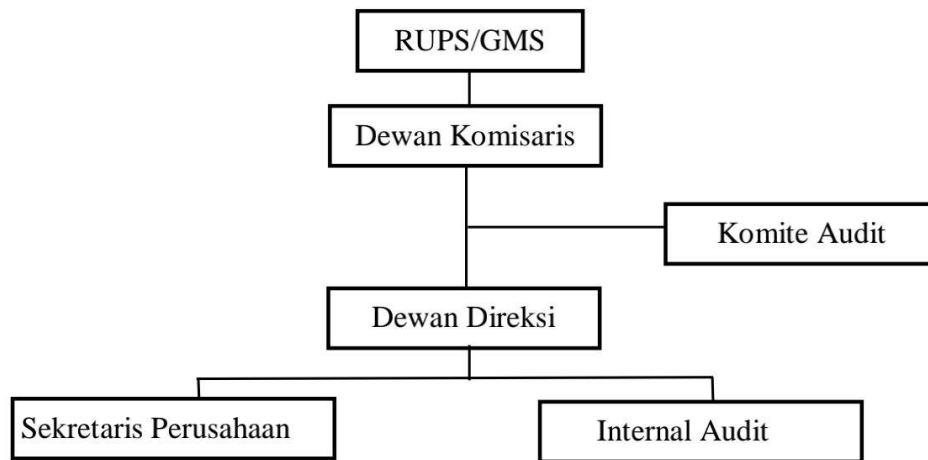 RUPS/GMS
Dewan Komisaris
Komite Audit
Dewan Direksi
Sekretaris Perusahaan
Internal Audit